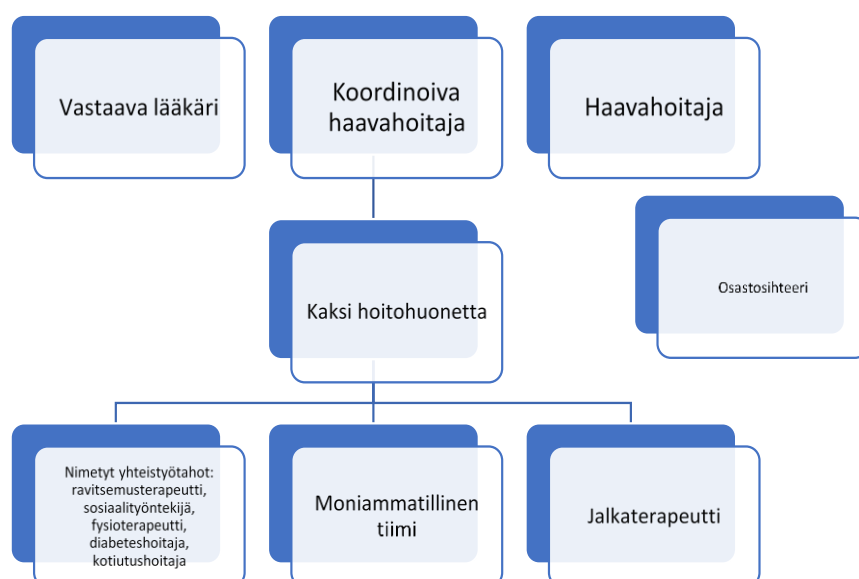 Vastaava lääkäri
Koordinoiva
haavahoitaja
Haavahoitaja
Kaksi hoitohuonetta
Osastosihteeri
Nimetyt yhteistyötahot:
ravitsemusterapeutti,
sosiaalityöntekijä,
fysioterapeutti,
diabeteshoitaja,
kotiutushoitaja
Moniammatillinen
tiimi
Jalkaterapeutti